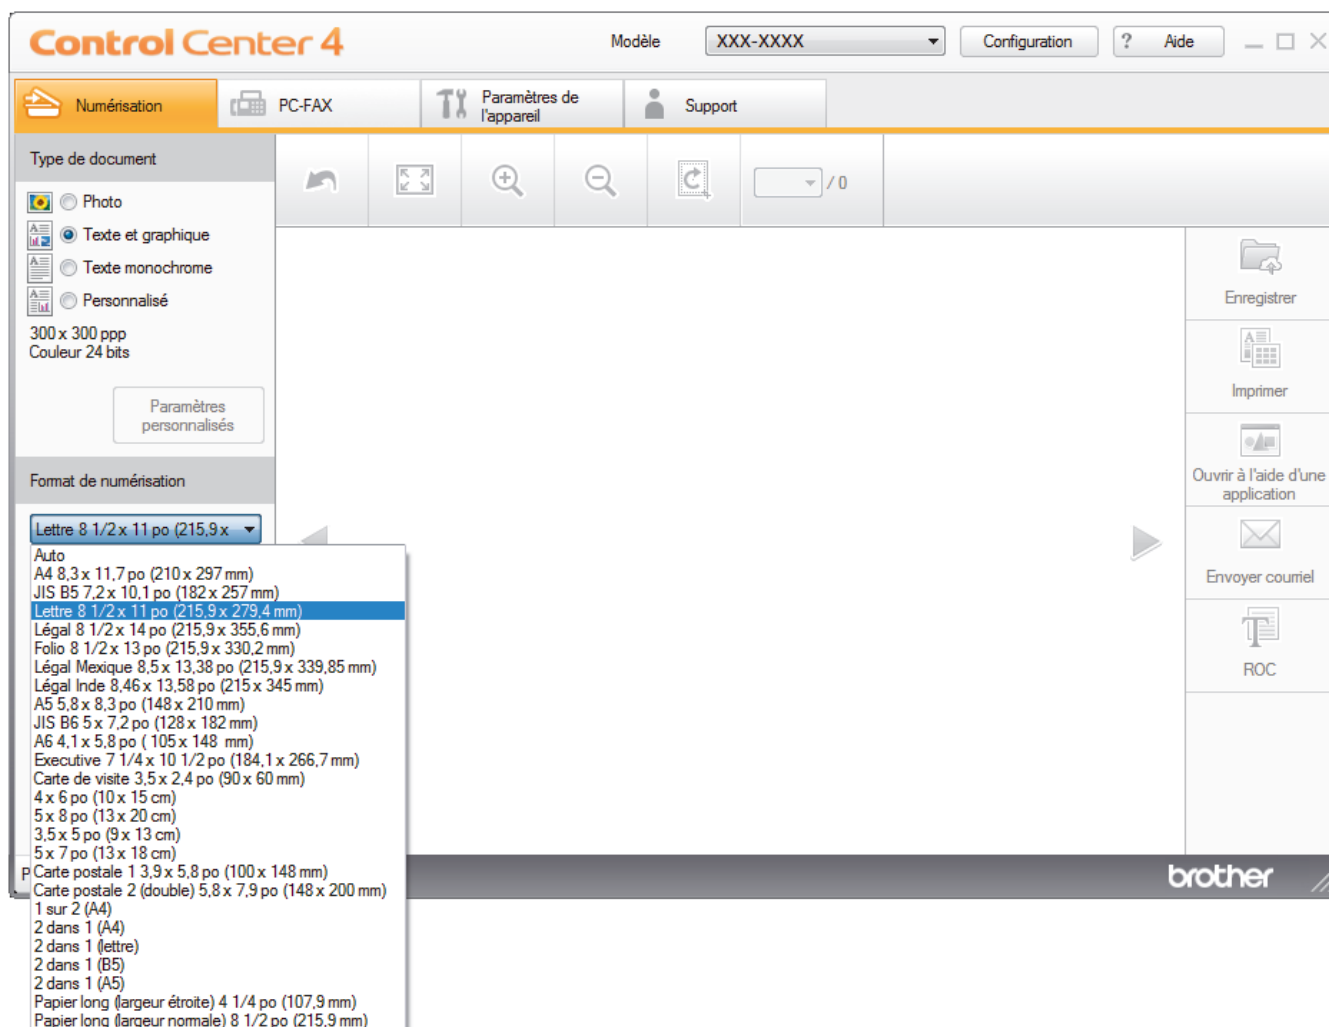 Control Center 4
Modèle
XXX-XXXX
Configuration
? Aide
Numérisation
PC-FAX
Paramètres de
l'appareil
Support
Type de document
/ 0
Photo
Texte et graphique
Texte monochrome
Personnalisé
300 x 300 ppp
Couleur 24 bits
Paramètres
personnalisés
Format de numérisation
Lettre 8 1/2 x 11 po (215,9 x
Auto
A4 8,3 x 11,7 po (210 x 297 mm)
JIS B5 7,2 x 10,1 po (182 x 257 mm)
Lettre 8 1/2 x 11 po (215,9 x 279,4 mm)
Légal 8 1/2 x 14 po (215,9 x 355,6 mm)
Folio 8 1/2 x 13 po (215,9 x 330,2 mm)
Légal Mexique 8,5 x 13,38 po (215,9 x 339,85 mm)
Légal Inde 8,46 x 13,58 po (215 x 345 mm)
A5 5,8 x 8,3 po (148 x 210 mm)
JIS B6 5 x 7,2 po (128 x 182 mm)
A6 4,1 x 5,8 po ( 105 x 148  mm)
Executive 7 1/4 x 10 1/2 po (184,1 x 266,7 mm)
Carte de visite 3,5 x 2,4 po (90 x 60 mm)
4 x 6 po (10 x 15 cm)
5 x 8 po (13 x 20 cm)
3,5 x 5 po (9 x 13 cm)
5 x 7 po (13 x 18 cm)
Carte postale 1 3,9 x 5,8 po (100 x 148 mm)
Carte postale 2 (double) 5,8 x 7,9 po (148 x 200 mm)
1 sur 2 (A4)
2 dans 1 (A4)
2 dans 1 (lettre)
2 dans 1 (B5)
2 dans 1 (A5)
Papier long (largeur étroite) 4 1/4 po (107,9 mm)
Papier long (largeur normale) 8 1/2 po (215,9 mm)
Enregistrer
Imprimer
Ouvrir à l'aide d'une
application
Envoyer courriel
ROC
P
brother